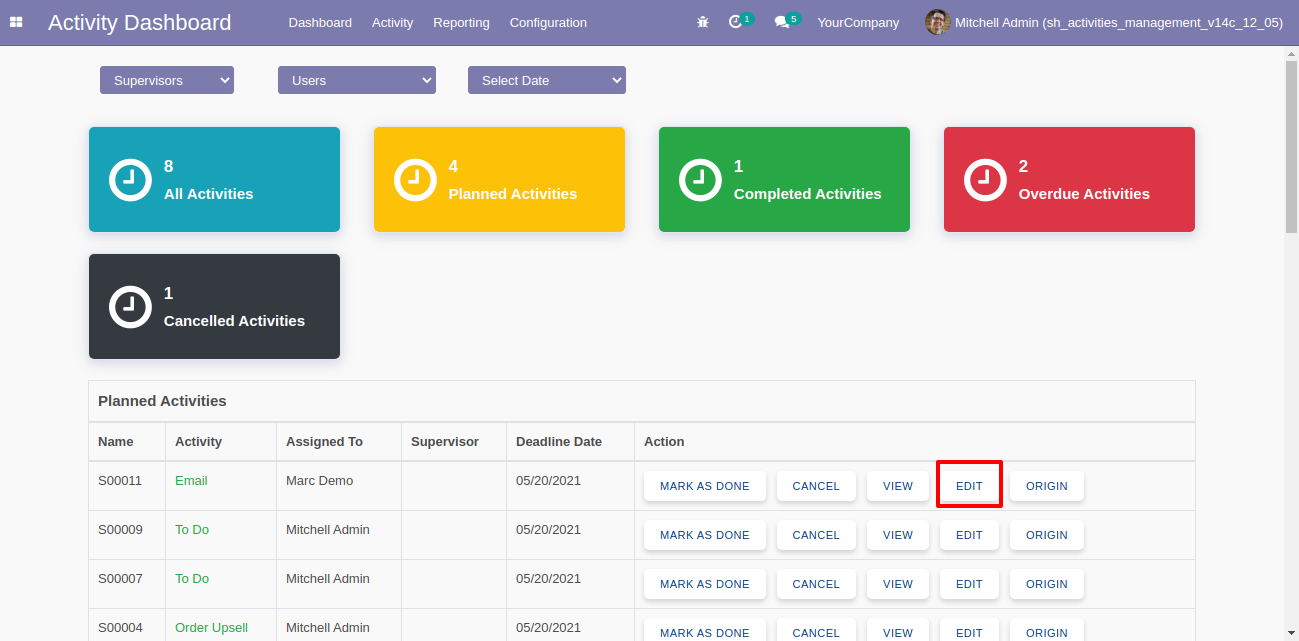 Activity Dashboard Dashboard Activity Reporting Configuration 1 5 YourCompany Mitchell Admin (sh_activities_management_v14c_12_05)
Supervisors Users Select Date
8
All Activities
4
Planned Activities
1
Completed Activities
2
Overdue Activities
1
Cancelled Activities
Planned Activities
Name Activity Assigned To Supervisor Deadline Date Action
S00011 Email Marc Demo 05/20/2021 MARK AS DONE CANCEL VIEW EDIT ORIGIN
S00009 To Do Mitchell Admin 05/20/2021 MARK AS DONE CANCEL VIEW EDIT ORIGIN
S00007 To Do Mitchell Admin 05/20/2021 MARK AS DONE CANCEL VIEW EDIT ORIGIN
S00004 Order Upsell Mitchell Admin 05/20/2021 MARK AS DONE CANCEL VIEW EDIT ORIGIN